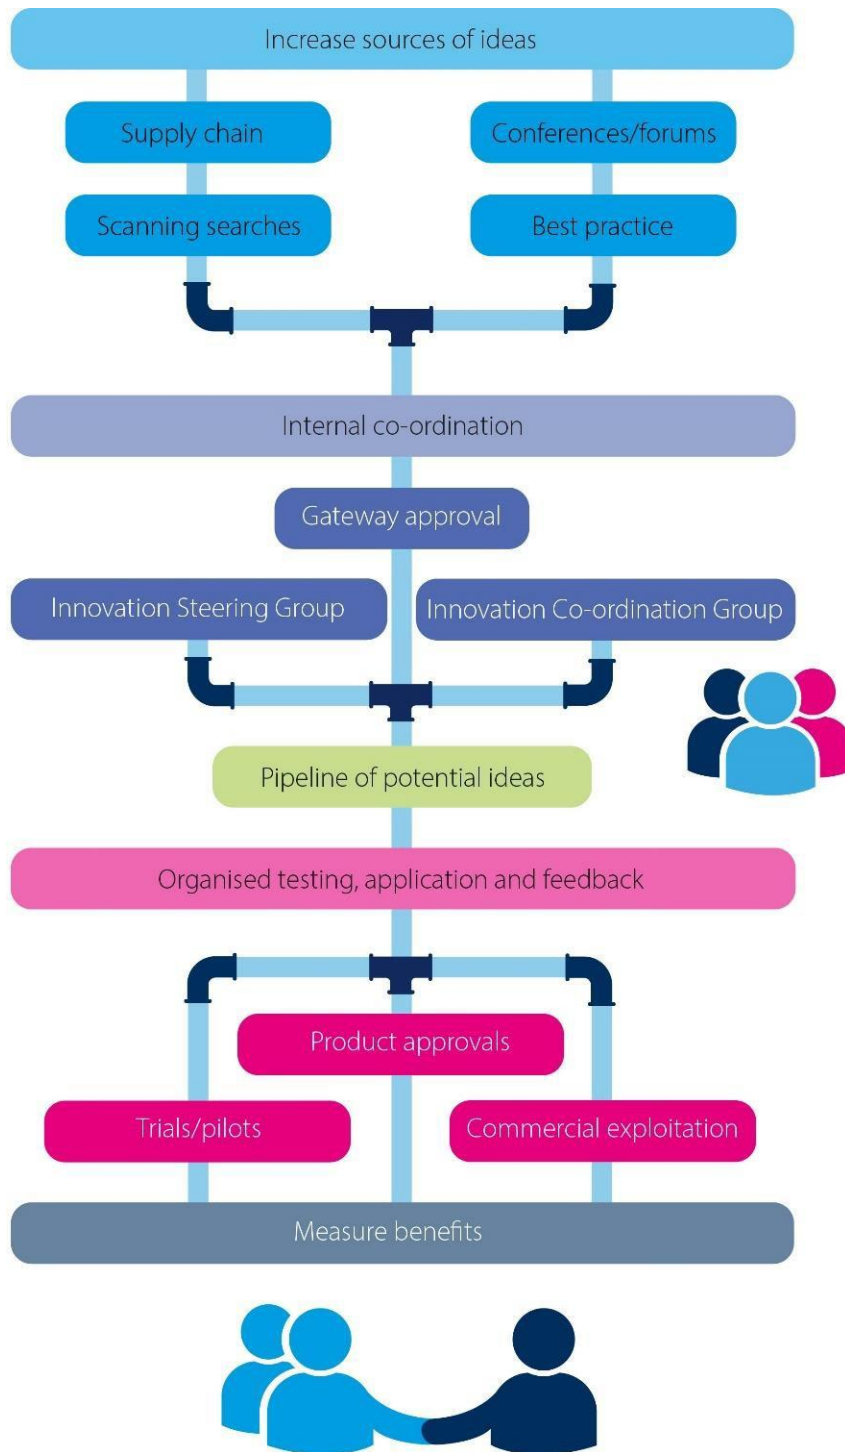 Increase sources of ideas
Supply chain
Conferences/forums
Scanning searches
Best practice
Internal co-ordination
Gateway approval
Innovation Steering Group
Innovation Co-ordination Group
Pipeline of potential ideas
Organised testing, application and feedback
Product approvals
Trials/pilots
Commercial exploitation
Measure benefits